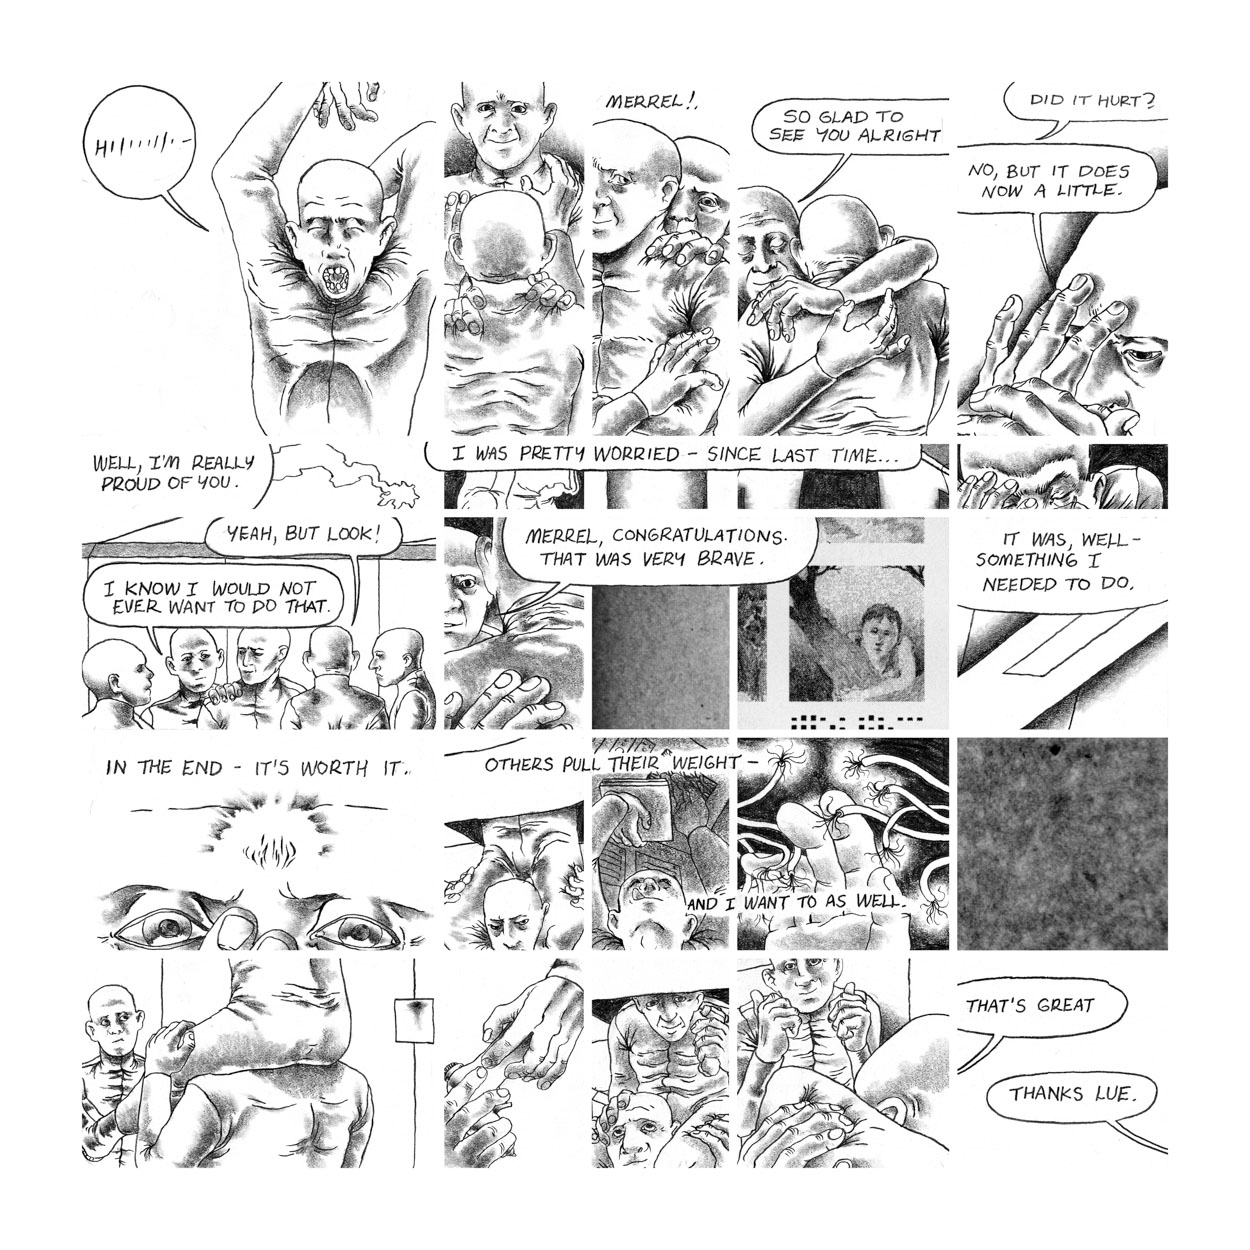 HI||||||·-
MERREL!,
SO GLAD TO
SEE YOU ALRIGHT
DID IT HURT?
NO, BUT IT DOES
NOW A LITTLE.
WELL, I'M REALLY
PROUD OF YOU.
I WAS PRETTY WORRIED - SINCE LAST TIME...
YEAH, BUT LOOK!
I KNOW I WOULD NOT
EVER WANT TO DO THAT.
MERREL, CONGRATULATIONS.
THAT WAS VERY BRAVE.
IT WAS, WELL-
SOMETHING I
NEEDED TO DO.
IN THE END - IT'S WORTH IT..
OTHERS PULL THEIR WEIGHT -
AND I WANT TO AS WELL.
THAT'S GREAT
THANKS LUE.